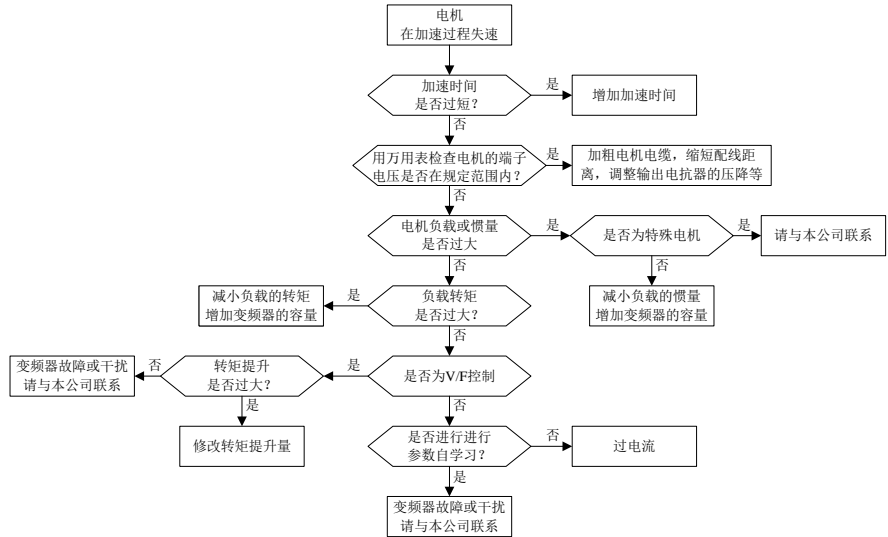 电机
在加速过程失速
加速时间
是否过短？
是
增加加速时间
否
用万用表检查电机的端子
电压是否在规定范围内？
是
加粗电机电缆，缩短配线距
离，调整输出电抗器的压降等
否
电机负载或惯量
是否过大
是
是否为特殊电机
是
请与本公司联系
否
否
减小负载的转矩
增加变频器的容量
是
负载转矩
是否过大？
减小负载的惯量
增加变频器的容量
否
变频器故障或干扰
请与本公司联系
否
转矩提升
是否过大？
是
是否为V/F控制
是
否
修改转矩提升量
是否进行进行
参数自学习？
否
过电流
是
变频器故障或干扰
请与本公司联系